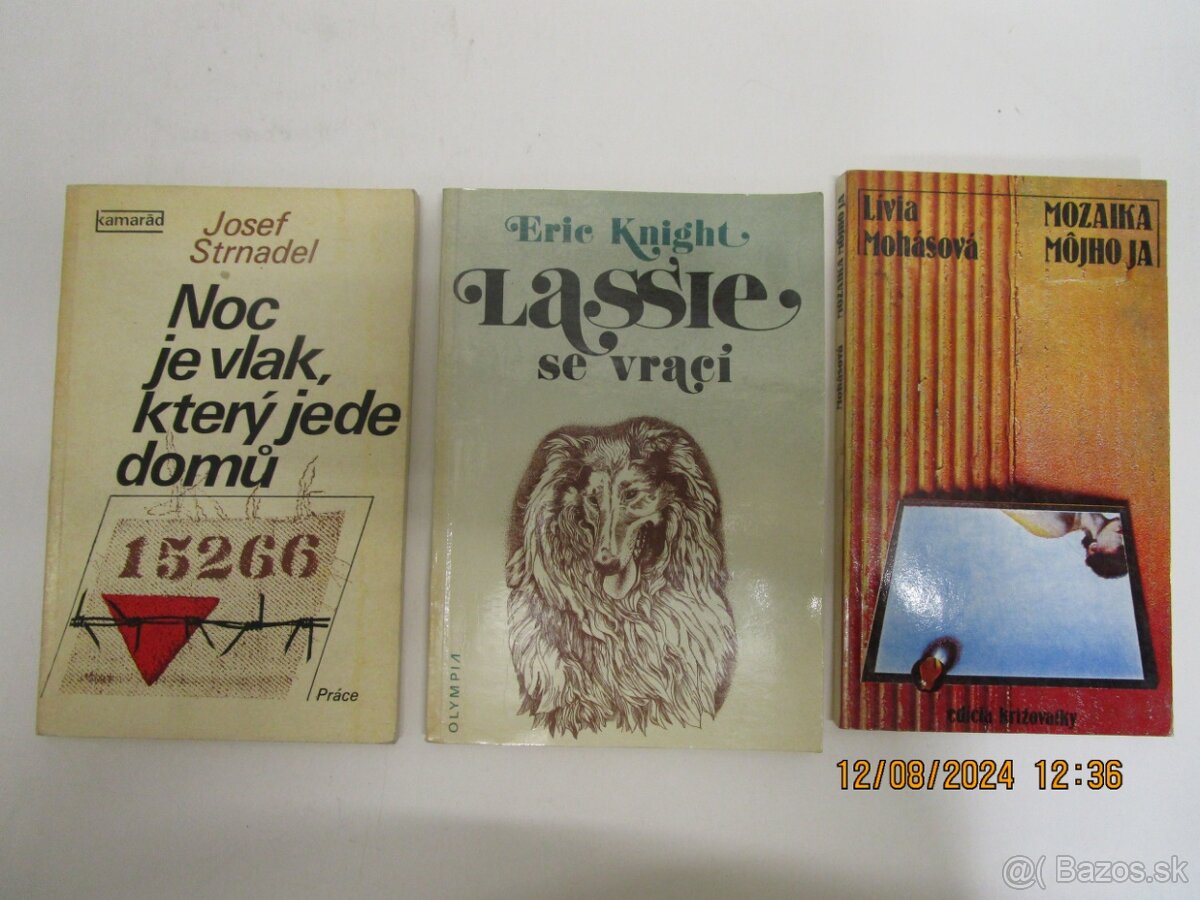 kamarád
Josef
Strnadel
Noc
je vlak,
který jede
domů
15266
Práce
Eric Knight
LASSIE
se vrací
OLYMPIA
Lívia
Mohásová
MOZAIKA
MÔJHO JA
Mohásová MOZAIKA MÔJHO JA
edícia križovatky
12/08/2024 12:36
@( Bazos.sk